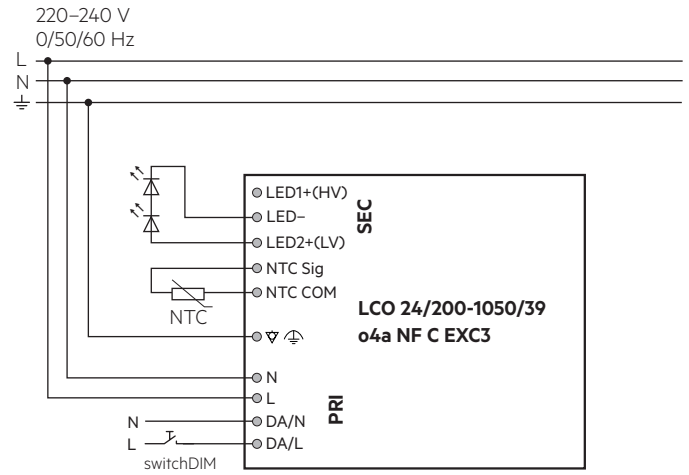 220–240 V
0/50/60 Hz
L
N
LED1+(HV)
LED–
LED2+(LV)
SEC
NTC Sig
NTC COM
NTC
LCO 24/200-1050/39
o4a NF C EXC3
N
L
PRI
N
DA/N
L
DA/L
switchDIM